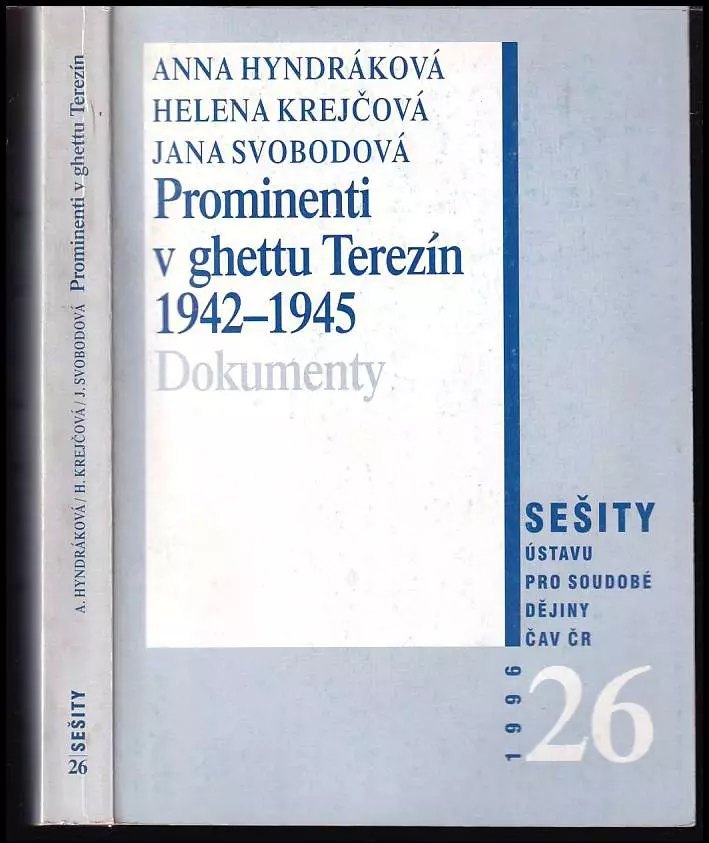 A. HYNDRÁKOVÁ/H. KREJČOVÁ/J. SVOBODOVÁ Prominenti v ghettu Terezín
SEŠITY
26
ANNA HYNDRÁKOVÁ
HELENA KREJČOVÁ
JANA SVOBODOVÁ
Prominenti
v ghettu Terezín
1942–1945
Dokumenty
SEŠITY
ÚSTAVU
PRO SOUDOBÉ
DĚJINY
ČAV ČR
1996
26